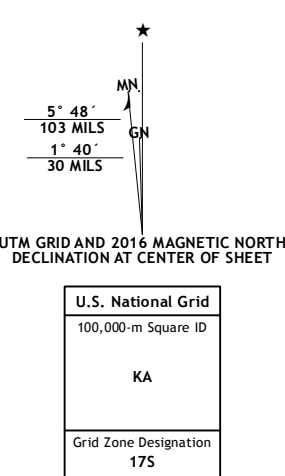 ★
MN
GN
5° 48´
103 MILS
1° 40´
30 MILS
UTM GRID AND 2016 MAGNETIC NORTH
DECLINATION AT CENTER OF SHEET
U.S. National Grid
100,000-m Square ID
KA
Grid Zone Designation
17S